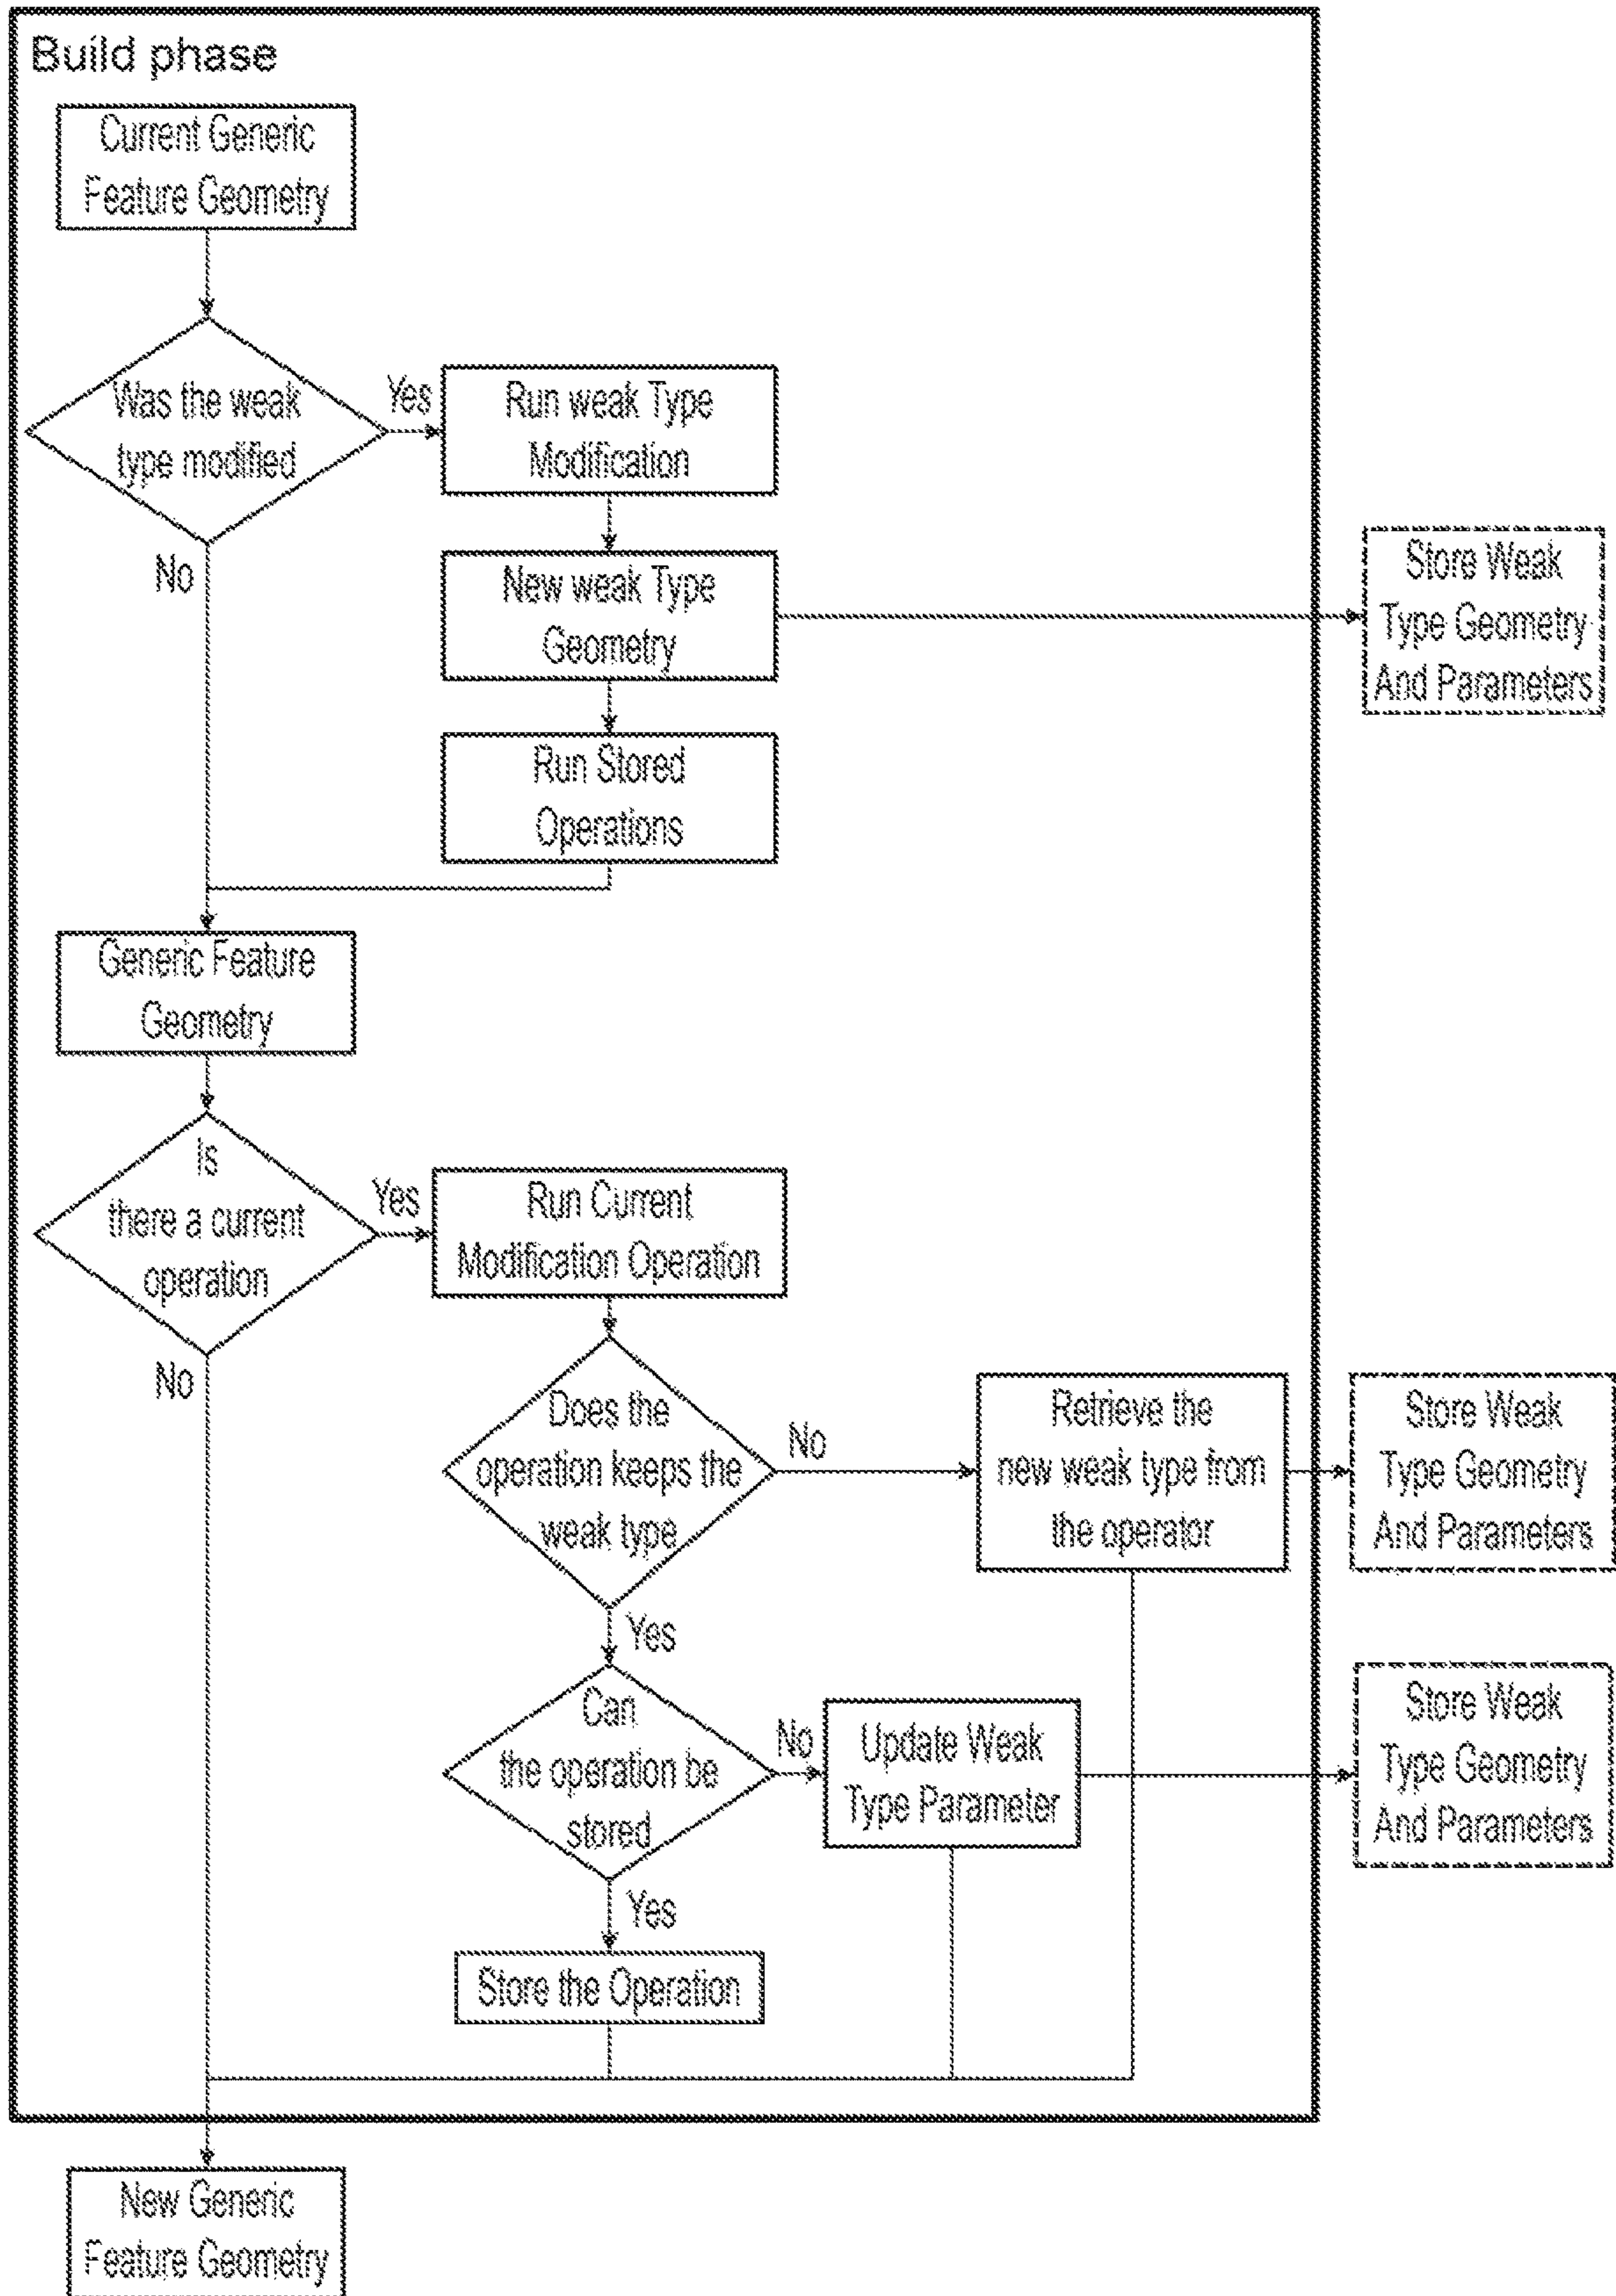 Build phase
Current Generic
Feature Geometry
Was the weak
type modified
Yes
Run weak Type
Modification
No
New weak Type
Geometry
Store Weak
Type Geometry
And Parameters
Run Stored
Operations
Generic Feature
Geometry
Is
there a current
operation
Yes
Run Current
Modification Operation
No
Does the
operation keeps the
weak type
No
Retrieve the
new weak type from
the operator
Store Weak
Type Geometry
And Parameters
Yes
Can
the operation be
stored
No
Update Weak
Type Parameter
Store Weak
Type Geometry
And Parameters
Yes
Store the Operation
New Generic
Feature Geometry